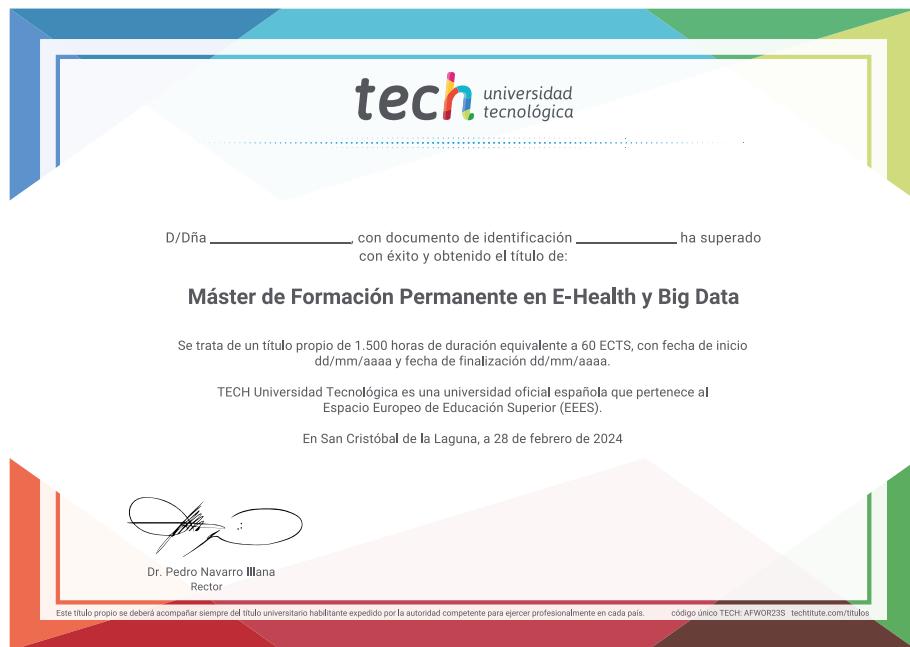 tech universidad
tecnológica
D/Dña ____________________, con documento de identificación ______________ ha superado
con éxito y obtenido el título de:
Máster de Formación Permanente en E-Health y Big Data
Se trata de un título propio de 1.500 horas de duración equivalente a 60 ECTS, con fecha de inicio
dd/mm/aaaa y fecha de finalización dd/mm/aaaa.
TECH Universidad Tecnológica es una universidad oficial española que pertenece al
Espacio Europeo de Educación Superior (EEES).
En San Cristóbal de la Laguna, a 28 de febrero de 2024
Dr. Pedro Navarro Illana
Rector
Este título propio se deberá acompañar siempre del título universitario habilitante expedido por la autoridad competente para ejercer profesionalmente en cada país. código único TECH: AFWOR23S techtitute.com/titulos